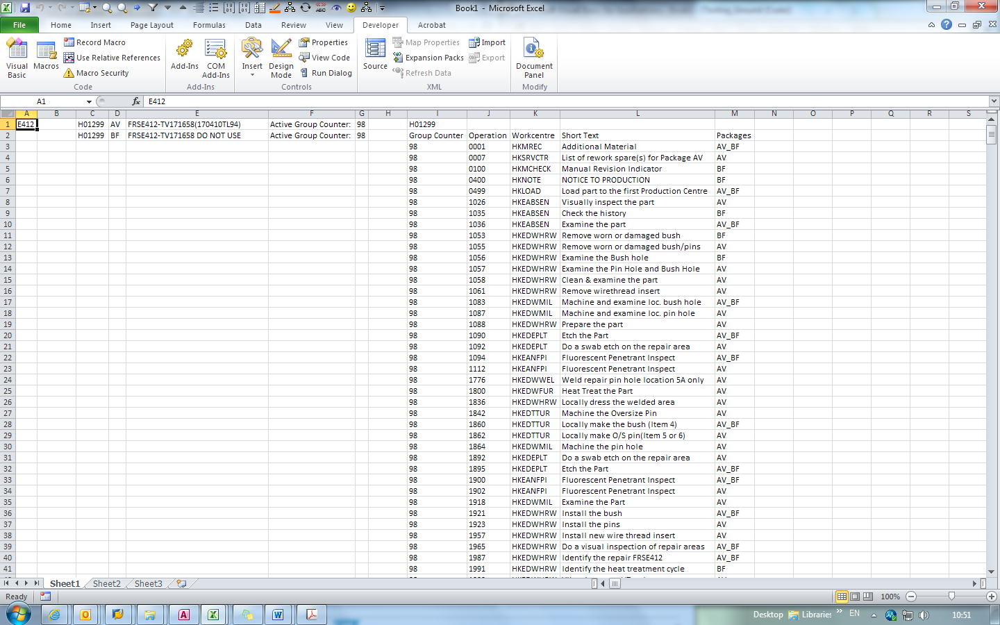 Book1 - Microsoft Excel
File Home Insert Page Layout Formulas Data Review View Developer Acrobat
Visual Basic
Macros
Record Macro
Use Relative References
Macro Security
Code
Add-Ins
COM Add-Ins
Add-Ins
Insert
Design Mode
Properties
View Code
Run Dialog
Controls
Source
Map Properties
Expansion Packs
Refresh Data
Import
Export
XML
Document Panel
Modify
A1 fx E412
A B C D E F G H I J K L M N O P Q R S
1 E412 H01299 AV FRSE412-TV171658(170410TL94) Active Group Counter: 98 H01299
2 H01299 BF FRSE412-TV171658 DO NOT USE Active Group Counter: 98 Group Counter Operation Workcentre Short Text Packages
3 98 0001 HKMREC Additional Material AV_BF
4 98 0007 HKSRVCTR List of rework spare(s) for Package AV AV
5 98 0100 HKMCHECK Manual Revision Indicator BF
6 98 0400 HKNOTE NOTICE TO PRODUCTION BF
7 98 0499 HKLOAD Load part to the first Production Centre AV_BF
8 98 1026 HKEABSEN Visually inspect the part AV
9 98 1035 HKEABSEN Check the history BF
10 98 1036 HKEABSEN Examine the part AV_BF
11 98 1053 HKEDWHRW Remove worn or damaged bush BF
12 98 1055 HKEDWHRW Remove worn or damaged bush/pins AV
13 98 1056 HKEDWHRW Examine the Bush hole BF
14 98 1057 HKEDWHRW Examine the Pin Hole and Bush Hole AV
15 98 1058 HKEDWHRW Clean & examine the part AV
16 98 1061 HKEDWHRW Remove wirethread insert AV
17 98 1083 HKEDWMIL Machine and examine loc. bush hole AV_BF
18 98 1087 HKEDWMIL Machine and examine loc. pin hole AV
19 98 1088 HKEDWHRW Prepare the part AV
20 98 1090 HKEDEPLT Etch the Part AV_BF
21 98 1092 HKEDEPLT Do a swab etch on the repair area AV
22 98 1094 HKEANFPI Fluorescent Penetrant Inspect AV_BF
23 98 1112 HKEANFPI Fluorescent Penetrant Inspect AV
24 98 1776 HKEDWWEL Weld repair pin hole location 5A only AV
25 98 1800 HKEDWFUR Heat Treat the Part AV
26 98 1836 HKEDWHRW Locally dress the welded area AV
27 98 1842 HKEDTTUR Machine the Oversize Pin AV
28 98 1860 HKEDTTUR Locally make the bush (Item 4) AV_BF
29 98 1862 HKEDTTUR Locally make O/S pin(Item 5 or 6) AV
30 98 1864 HKEDWMIL Machine the pin hole AV
31 98 1892 HKEDEPLT Do a swab etch on the repair area AV
32 98 1895 HKEDEPLT Etch the Part AV_BF
33 98 1900 HKEANFPI Fluorescent Penetrant Inspect AV_BF
34 98 1902 HKEANFPI Fluorescent Penetrant Inspect AV
35 98 1918 HKEDWMIL Examine the Part AV
36 98 1921 HKEDWHRW Install the bush AV_BF
37 98 1923 HKEDWHRW Install the pins AV
38 98 1957 HKEDWHRW Install new wire thread insert AV
39 98 1965 HKEDWHRW Do a visual inspection of repair areas AV_BF
40 98 1987 HKEDWHRW Identify the repair FRSE412 AV_BF
41 98 1991 HKEDWHRW Identify the heat treatment cycle BF
Sheet1 Sheet2 Sheet3
Ready 100%
Desktop Libraries » EN 10:51